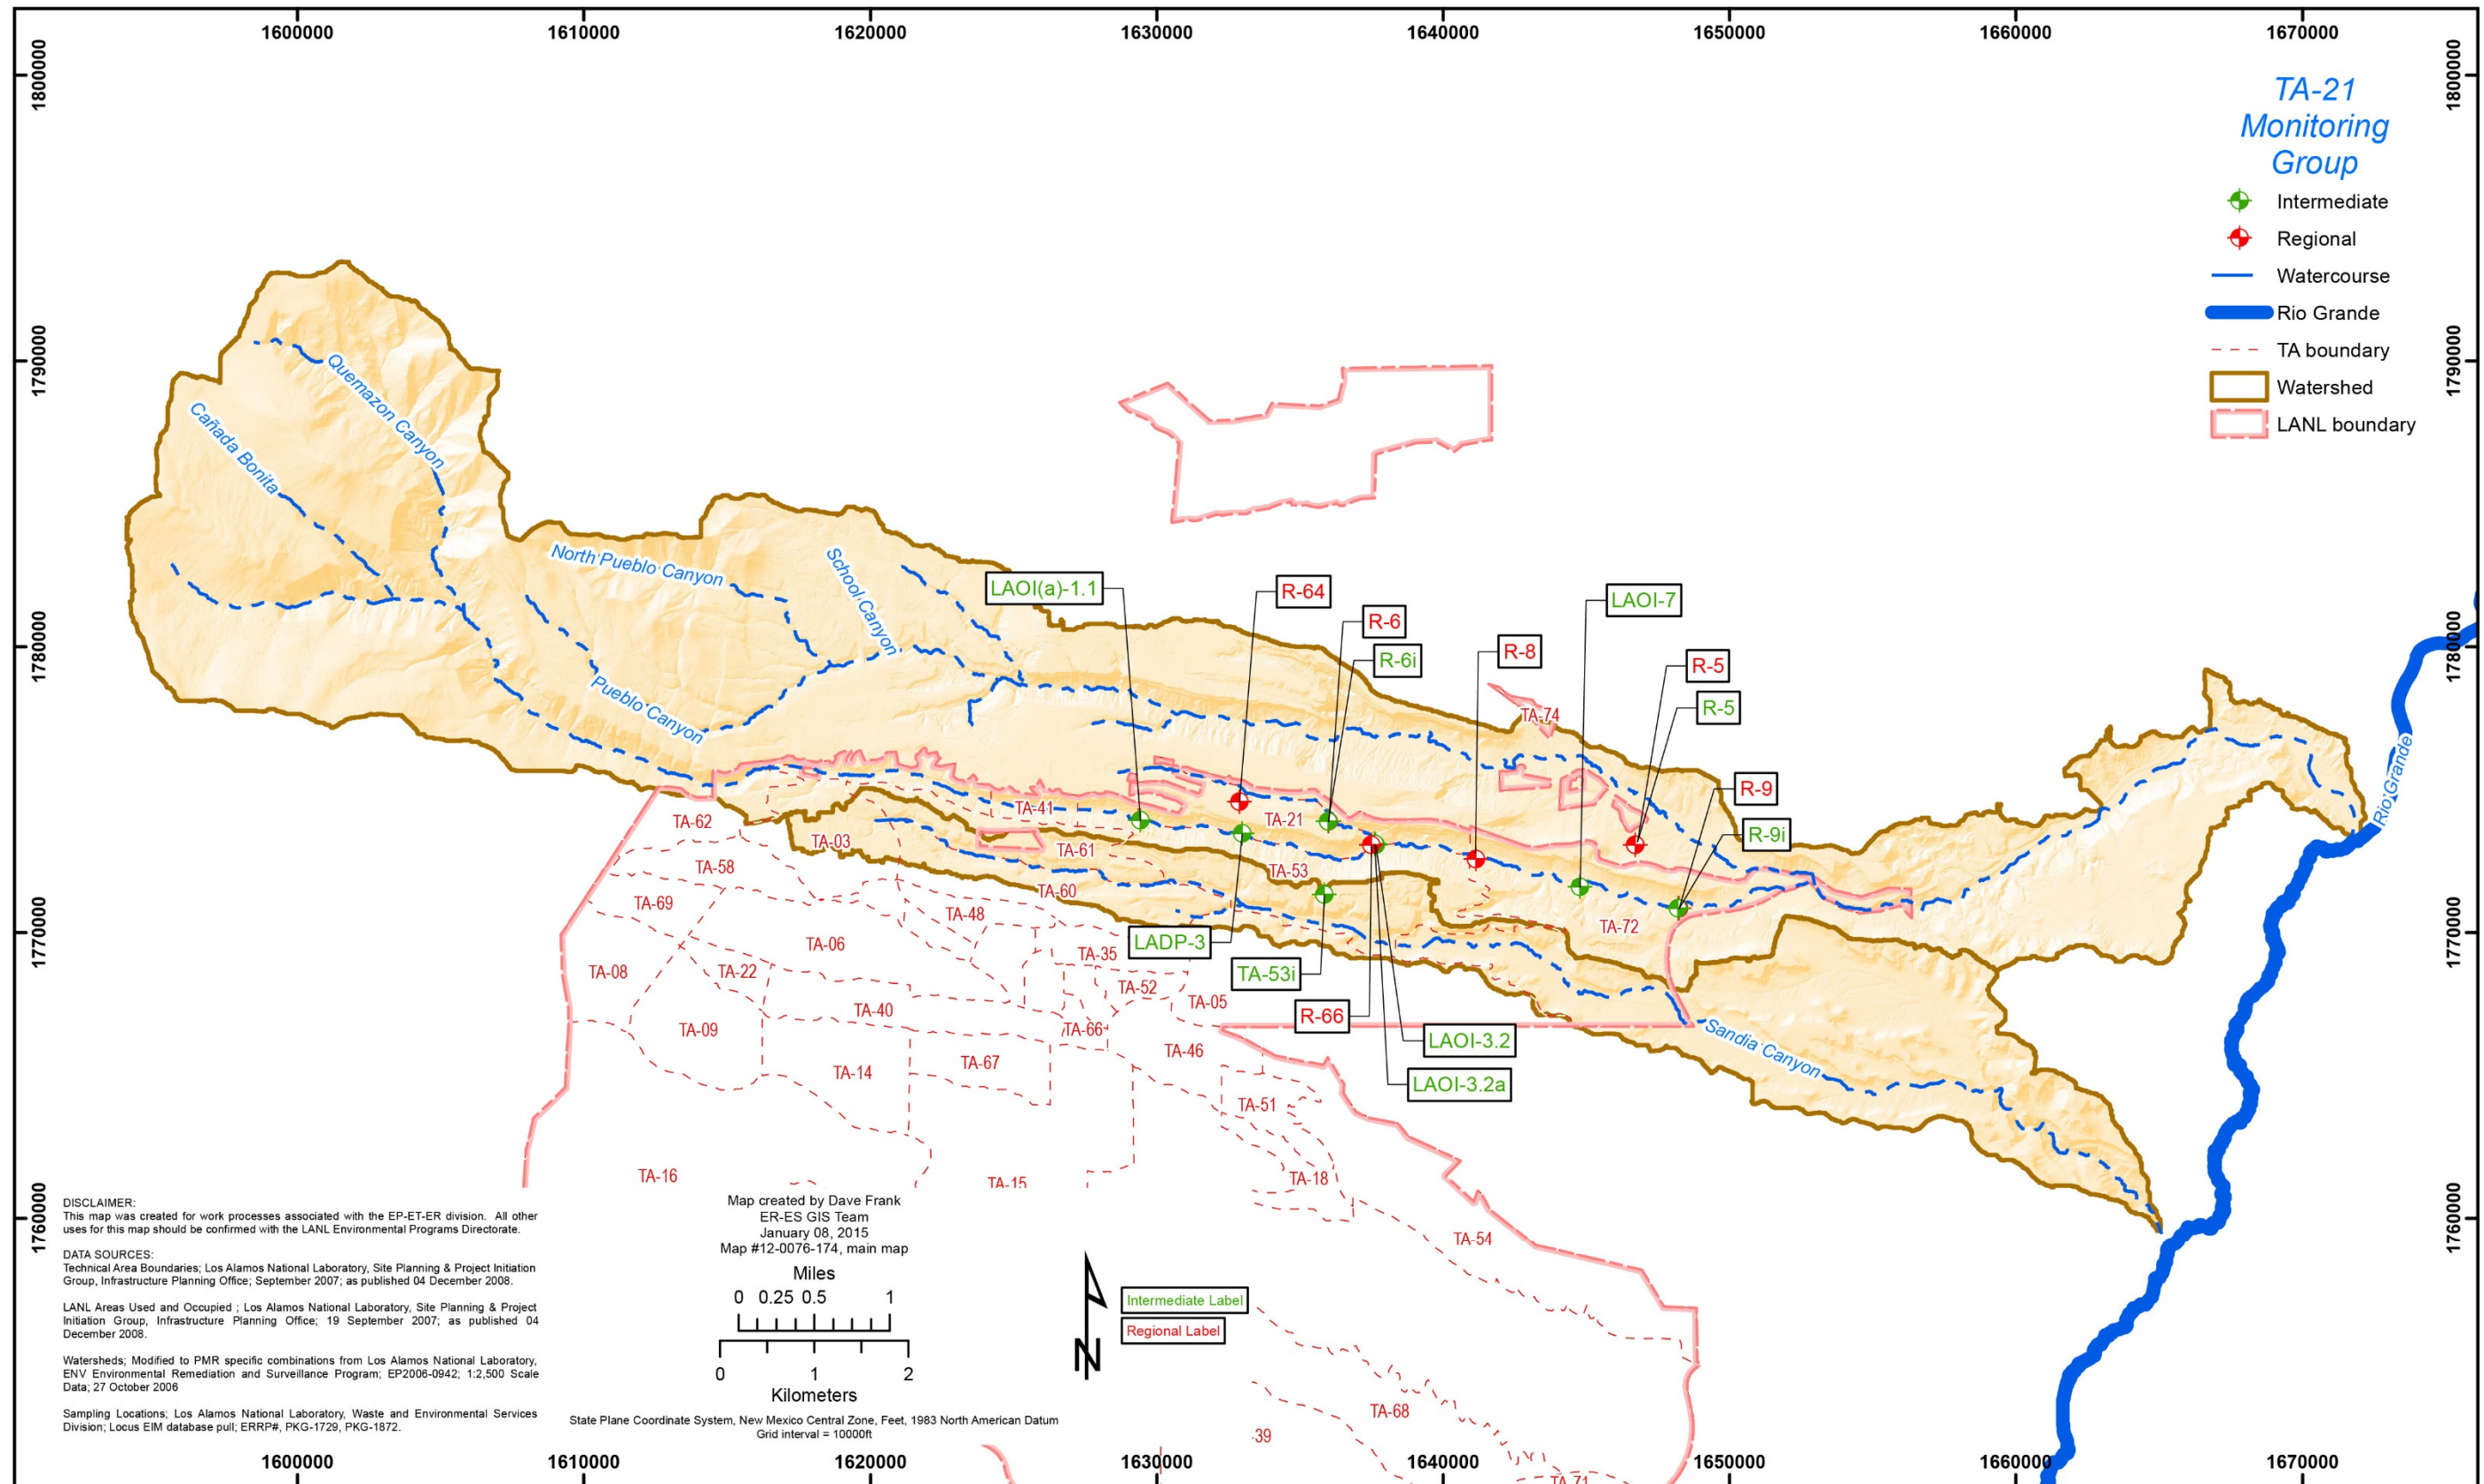 1600000
1610000
1620000
1630000
1640000
1650000
1660000
1670000
1800000
1800000
TA-21
Monitoring
Group
Intermediate
Regional
Watercourse
Rio Grande
TA boundary
Watershed
LANL boundary
1790000
1790000
Quemazon Canyon
Cañada Bonita
North Pueblo Canyon
School Canyon
Pueblo Canyon
1780000
1780000
LAOI(a)-1.1
R-64
R-6
R-6i
R-8
LAOI-7
R-5
R-5
TA-74
R-9
R-9i
Rio Grande
TA-62
TA-03
TA-41
TA-21
TA-61
TA-53
TA-58
TA-60
TA-69
TA-48
TA-72
1770000
1770000
TA-06
TA-35
LADP-3
TA-08
TA-22
TA-52
TA-53i
TA-05
TA-40
R-66
TA-09
TA-66
LAOI-3.2
Sandia Canyon
TA-46
TA-67
TA-14
LAOI-3.2a
TA-51
TA-16
TA-15
TA-18
TA-54
1760000
1760000
DISCLAIMER:
This map was created for work processes associated with the EP-ET-ER division. All other
uses for this map should be confirmed with the LANL Environmental Programs Directorate.
DATA SOURCES:
Technical Area Boundaries; Los Alamos National Laboratory, Site Planning & Project Initiation
Group, Infrastructure Planning Office; September 2007; as published 04 December 2008.
LANL Areas Used and Occupied ; Los Alamos National Laboratory, Site Planning & Project
Initiation Group, Infrastructure Planning Office; 19 September 2007; as published 04
December 2008.
Watersheds; Modified to PMR specific combinations from Los Alamos National Laboratory,
ENV Environmental Remediation and Surveillance Program; EP2006-0942; 1:2,500 Scale
Data; 27 October 2006
Sampling Locations; Los Alamos National Laboratory, Waste and Environmental Services
Division; Locus EIM database pull; ERRP#, PKG-1729, PKG-1872.
Map created by Dave Frank
ER-ES GIS Team
January 08, 2015
Map #12-0076-174, main map
Miles
0 0.25 0.5 1
0 1 2
Kilometers
State Plane Coordinate System, New Mexico Central Zone, Feet, 1983 North American Datum
Grid interval = 10000ft
N
Intermediate Label
Regional Label
TA-68
39
TA-71
1600000
1610000
1620000
1630000
1640000
1650000
1660000
1670000